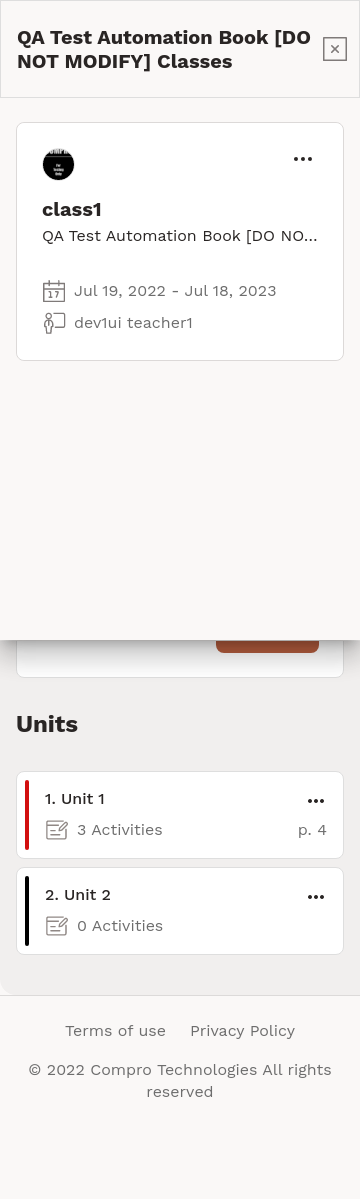 QA Test Automation Book [DO
NOT MODIFY] Classes
class1
QA Test Automation Book [DO NO...
17
Jul 19, 2022 - Jul 18, 2023
dev1ui teacher1
Units
1. Unit 1
3 Activities
p. 4
2. Unit 2
0 Activities
Terms of use
Privacy Policy
© 2022 Compro Technologies All rights
reserved